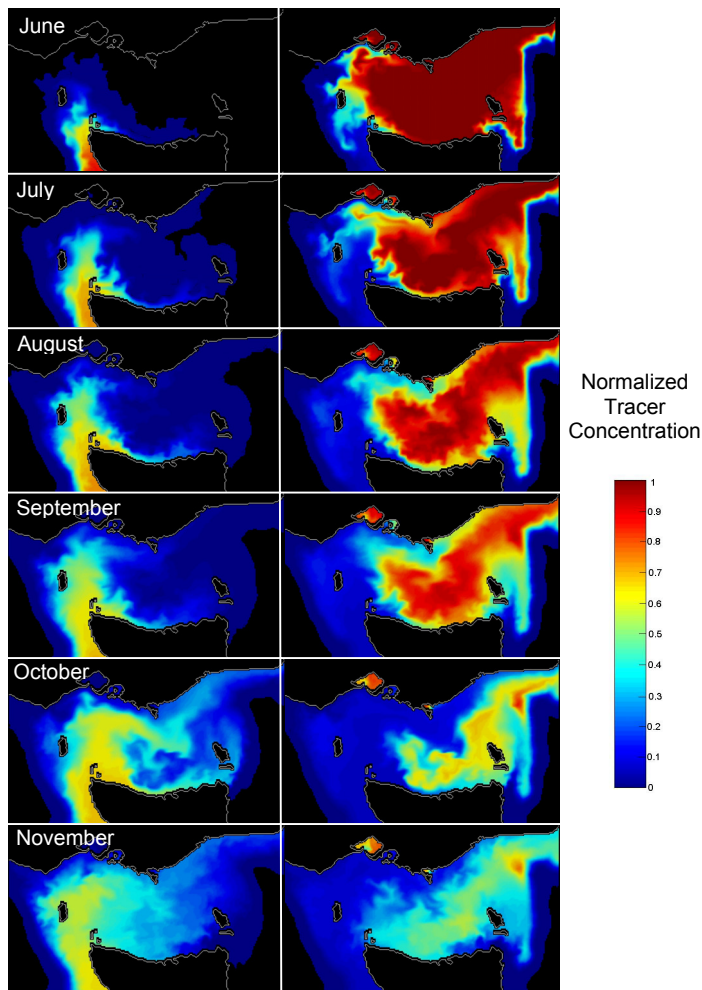 June
July
August
September
October
November
Normalized
Tracer
Concentration
1
0.9
0.8
0.7
0.6
0.5
0.4
0.3
0.2
0.1
0